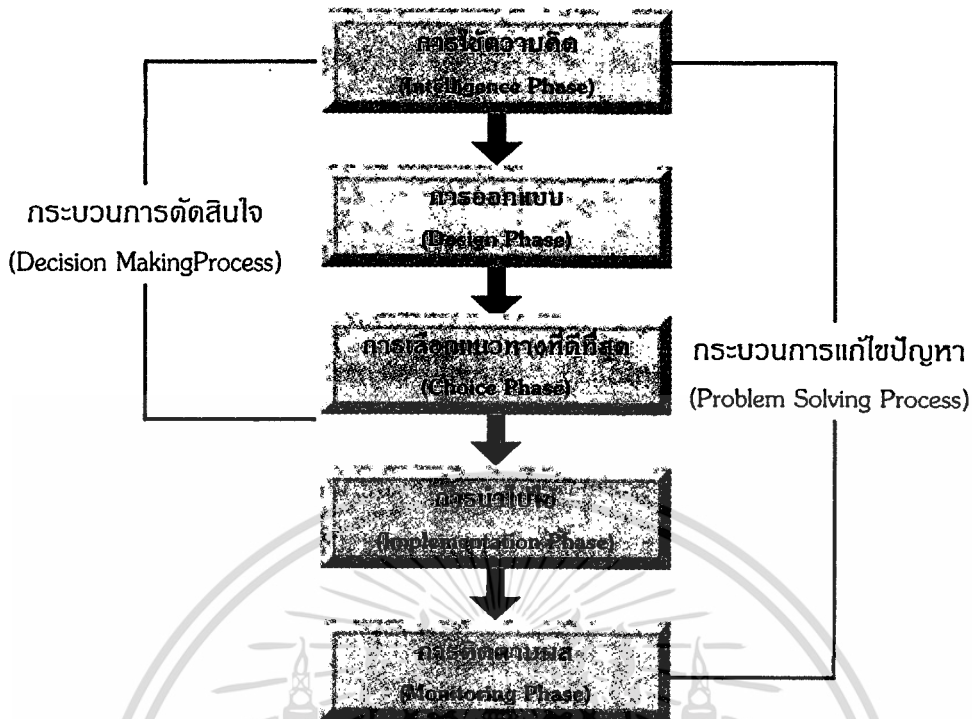 การใช้ความคิด
(Intelligence Phase)
การออกแบบ
(Design Phase)
กระบวนการตัดสินใจ
(Decision MakingProcess)
การเลือกแนวทางที่ดีที่สุด
(Choice Phase)
กระบวนการแก้ไขปัญหา
(Problem Solving Process)
การนำไปใช้
(Implementation Phase)
การติดตามผล
(Monitoring Phase)